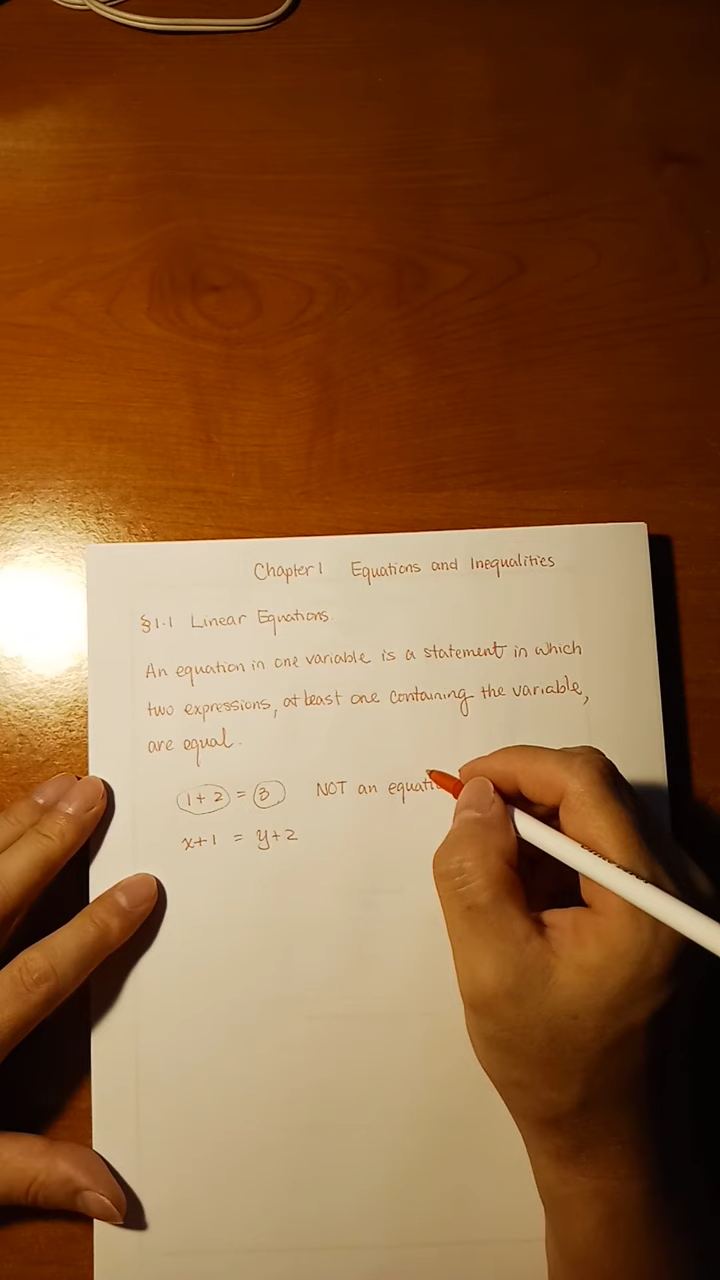 Chapter 1 Equations and Inequalities
§1.1 Linear Equations
An equation in one variable is a statement in which
two expressions, at least one containing the variable,
are equal.
1+2 = 3 NOT an equati
x+1 = y+2